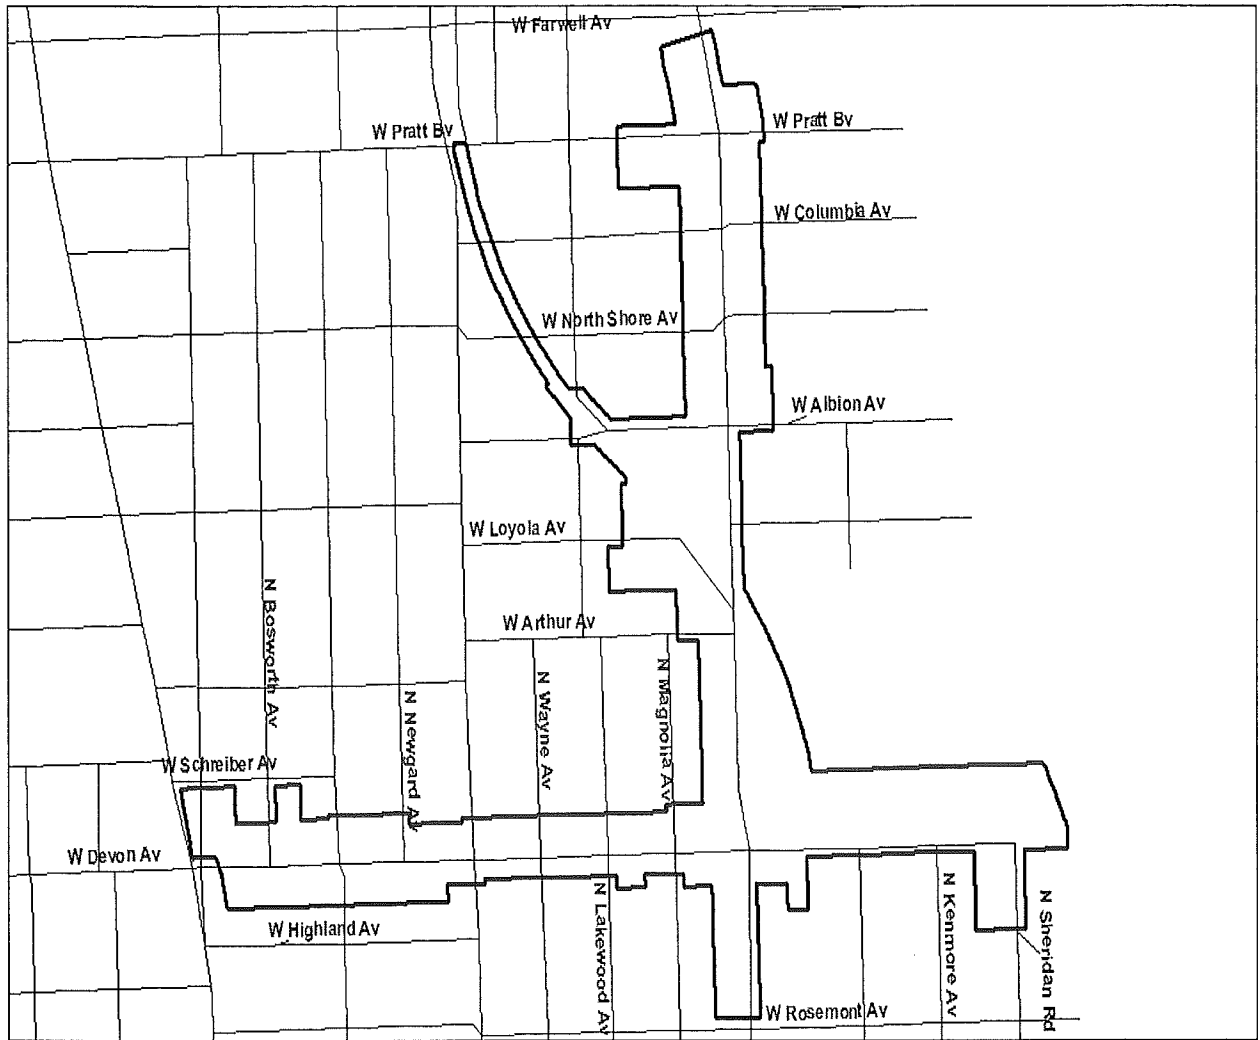 W Farwell Av
W Pratt Bv
W Pratt Bv
W Columbia Av
W North Shore Av
W Albion Av
W Loyola Av
N Bosworth Av
W Arthur Av
N Newgard Av
N Wayne Av
N Magnolia Av
W Schreiber Av
W Devon Av
N Lakewood Av
N Kenmore Av
N Sheridan Rd
W Highland Av
W Rosemont Av